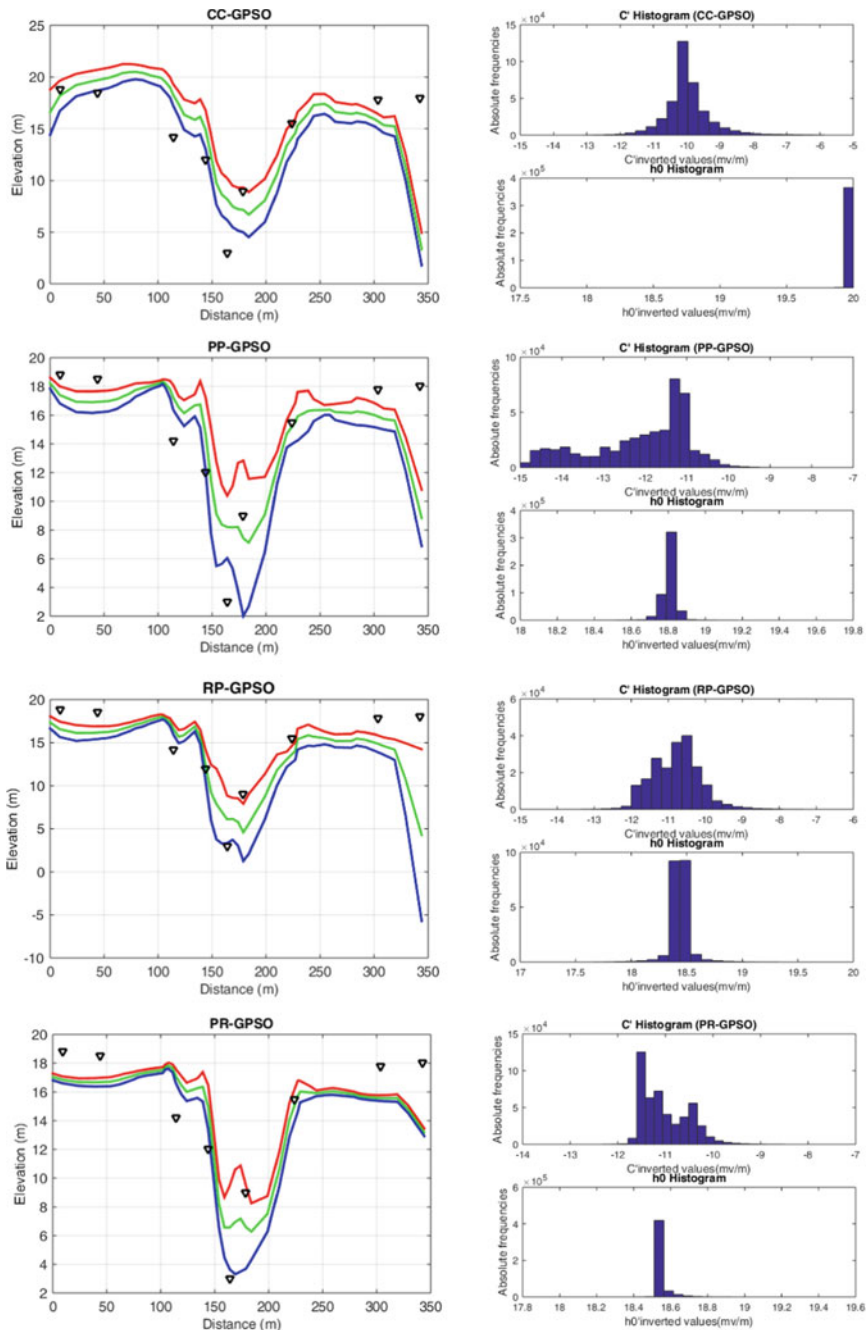 CC-GPSO
25
20
15
10
5
0
Elevation (m)
0 50 100 150 200 250 300 350
Distance (m)
C' Histogram (CC-GPSO)
×10^4
15
10
5
0
Absolute frequencies
-15 -14 -13 -12 -11 -10 -9 -8 -7 -6 -5
C'inverted values(mv/m)
h0 Histogram
×10^5
4
3
2
1
0
Absolute frequencies
17.5 18 18.5 19 19.5 20
h0'inverted values(mv/m)
PP-GPSO
20
18
16
14
12
10
8
6
4
2
Elevation (m)
0 50 100 150 200 250 300 350
Distance (m)
C' Histogram (PP-GPSO)
×10^4
10
5
0
Absolute frequencies
-15 -14 -13 -12 -11 -10 -9 -8 -7
C'inverted values(mv/m)
h0 Histogram
×10^5
4
3
2
1
0
Absolute frequencies
18 18.2 18.4 18.6 18.8 19 19.2 19.4 19.6 19.8
h0'inverted values(mv/m)
RP-GPSO
20
15
10
5
0
-5
-10
Elevation (m)
0 50 100 150 200 250 300 350
Distance (m)
C' Histogram (RP-GPSO)
×10^4
6
4
2
0
Absolute frequencies
-15 -14 -13 -12 -11 -10 -9 -8 -7 -6
C'inverted values(mv/m)
h0 Histogram
×10^4
10
5
0
Absolute frequencies
17 17.5 18 18.5 19 19.5 20
h0'inverted values(mv/m)
PR-GPSO
20
18
16
14
12
10
8
6
4
2
Elevation (m)
0 50 100 150 200 250 300 350
Distance (m)
C' Histogram (PR-GPSO)
×10^4
15
10
5
0
Absolute frequencies
-14 -13 -12 -11 -10 -9 -8 -7
C'inverted values(mv/m)
h0 Histogram
×10^5
6
4
2
0
Absolute frequencies
17.8 18 18.2 18.4 18.6 18.8 19 19.2 19.4 19.6
h0'inverted values(mv/m)